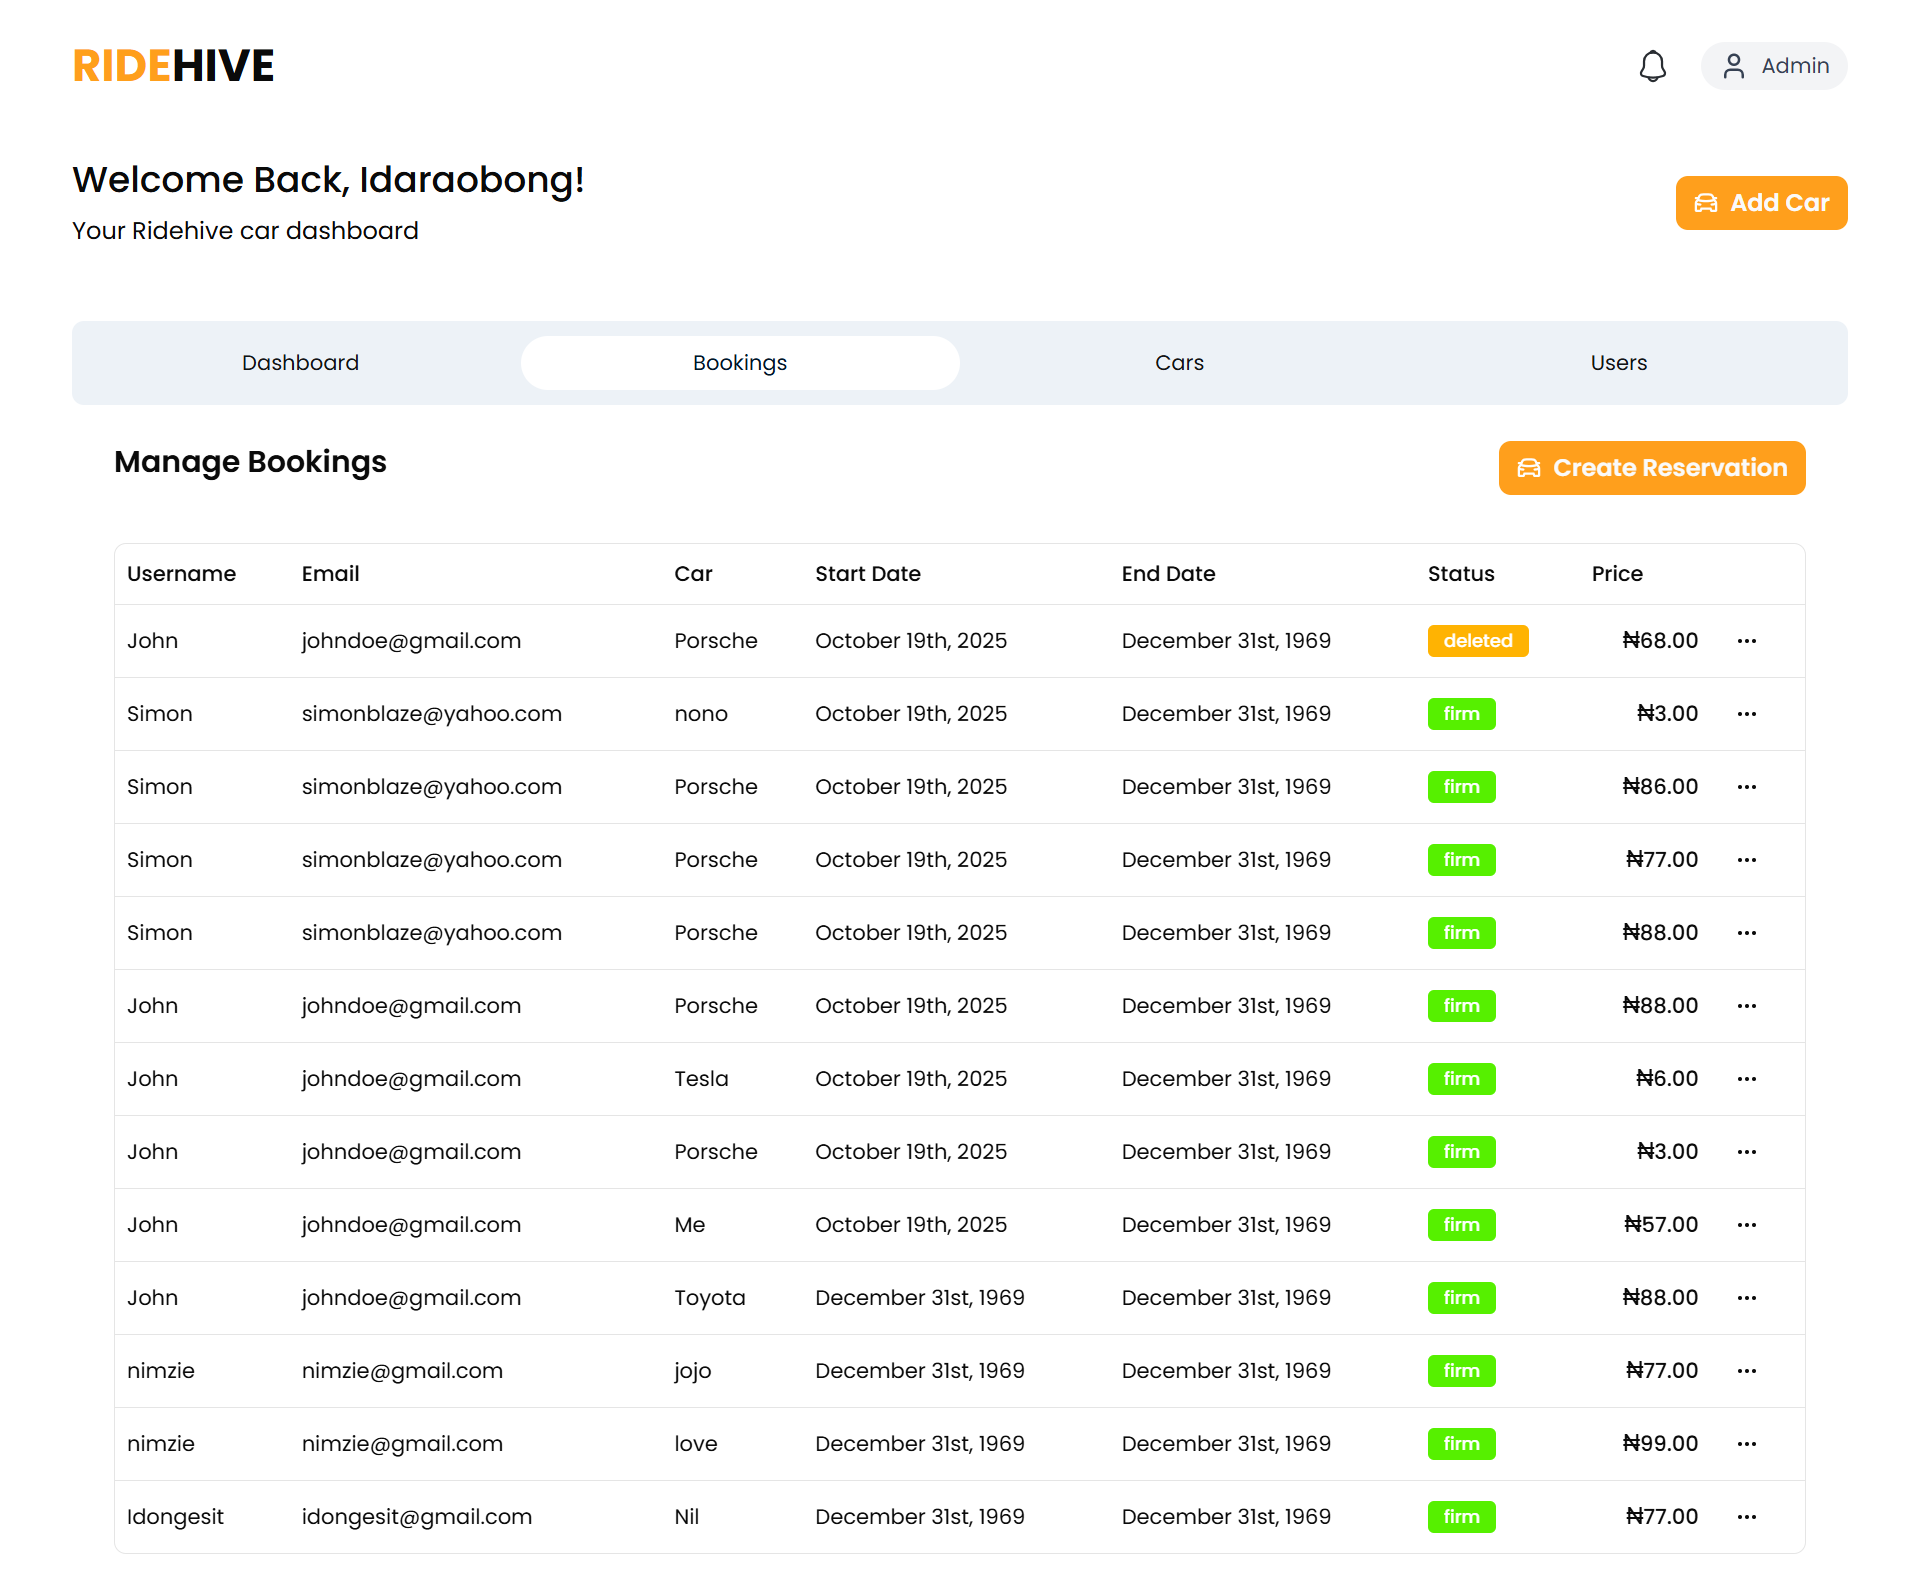 RIDEHIVE
Admin
Welcome Back, Idaraobong!
Your Ridehive car dashboard
Add Car
Dashboard Bookings Cars Users
Manage Bookings
Create Reservation
Username Email Car Start Date End Date Status Price
John johndoe@gmail.com Porsche October 19th, 2025 December 31st, 1969 deleted ₦68.00
Simon simonblaze@yahoo.com nono October 19th, 2025 December 31st, 1969 firm ₦3.00
Simon simonblaze@yahoo.com Porsche October 19th, 2025 December 31st, 1969 firm ₦86.00
Simon simonblaze@yahoo.com Porsche October 19th, 2025 December 31st, 1969 firm ₦77.00
Simon simonblaze@yahoo.com Porsche October 19th, 2025 December 31st, 1969 firm ₦88.00
John johndoe@gmail.com Porsche October 19th, 2025 December 31st, 1969 firm ₦88.00
John johndoe@gmail.com Tesla October 19th, 2025 December 31st, 1969 firm ₦6.00
John johndoe@gmail.com Porsche October 19th, 2025 December 31st, 1969 firm ₦3.00
John johndoe@gmail.com Me October 19th, 2025 December 31st, 1969 firm ₦57.00
John johndoe@gmail.com Toyota December 31st, 1969 December 31st, 1969 firm ₦88.00
nimzie nimzie@gmail.com jojo December 31st, 1969 December 31st, 1969 firm ₦77.00
nimzie nimzie@gmail.com love December 31st, 1969 December 31st, 1969 firm ₦99.00
Idongesit idongesit@gmail.com Nil December 31st, 1969 December 31st, 1969 firm ₦77.00